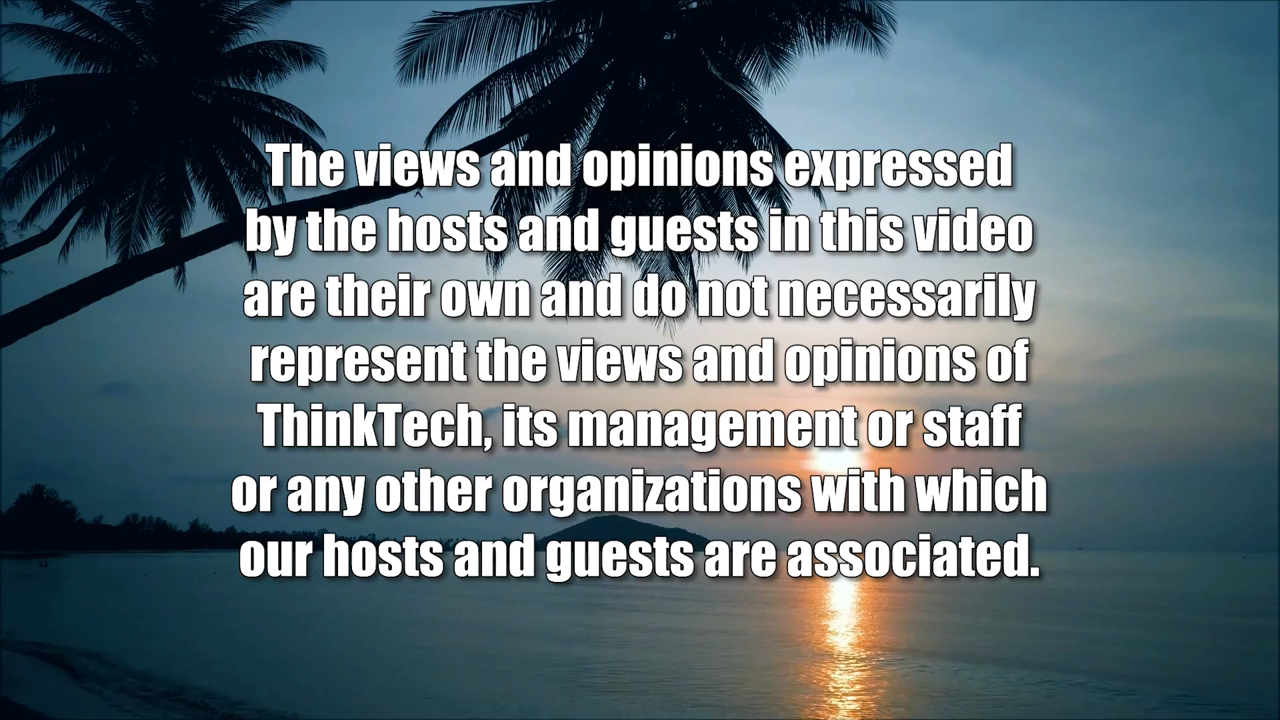 The views and opinions expressed
by the hosts and guests in this video
are their own and do not necessarily
represent the views and opinions of
ThinkTech, its management or staff
or any other organizations with which
our hosts and guests are associated.